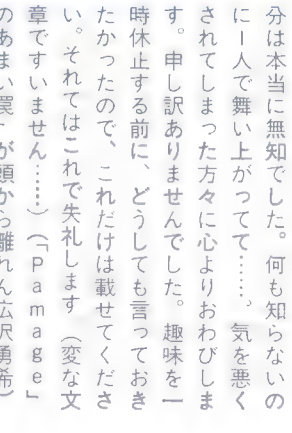 分は本当に無知でした。何も知らないの
に一人で舞い上がってて……。気を悪く
されてしまった方々に心よりおわびしま
す。申し訳ありませんでした。趣味を一
時休止する前に、どうしても言っておき
たかったので、これだけは載せてくださ
い。それではこれで失礼します（変な文
章ですいません……）（「Ｐａｍａｇｅ」
のあまい罠」が頭から離れん広沢勇希）